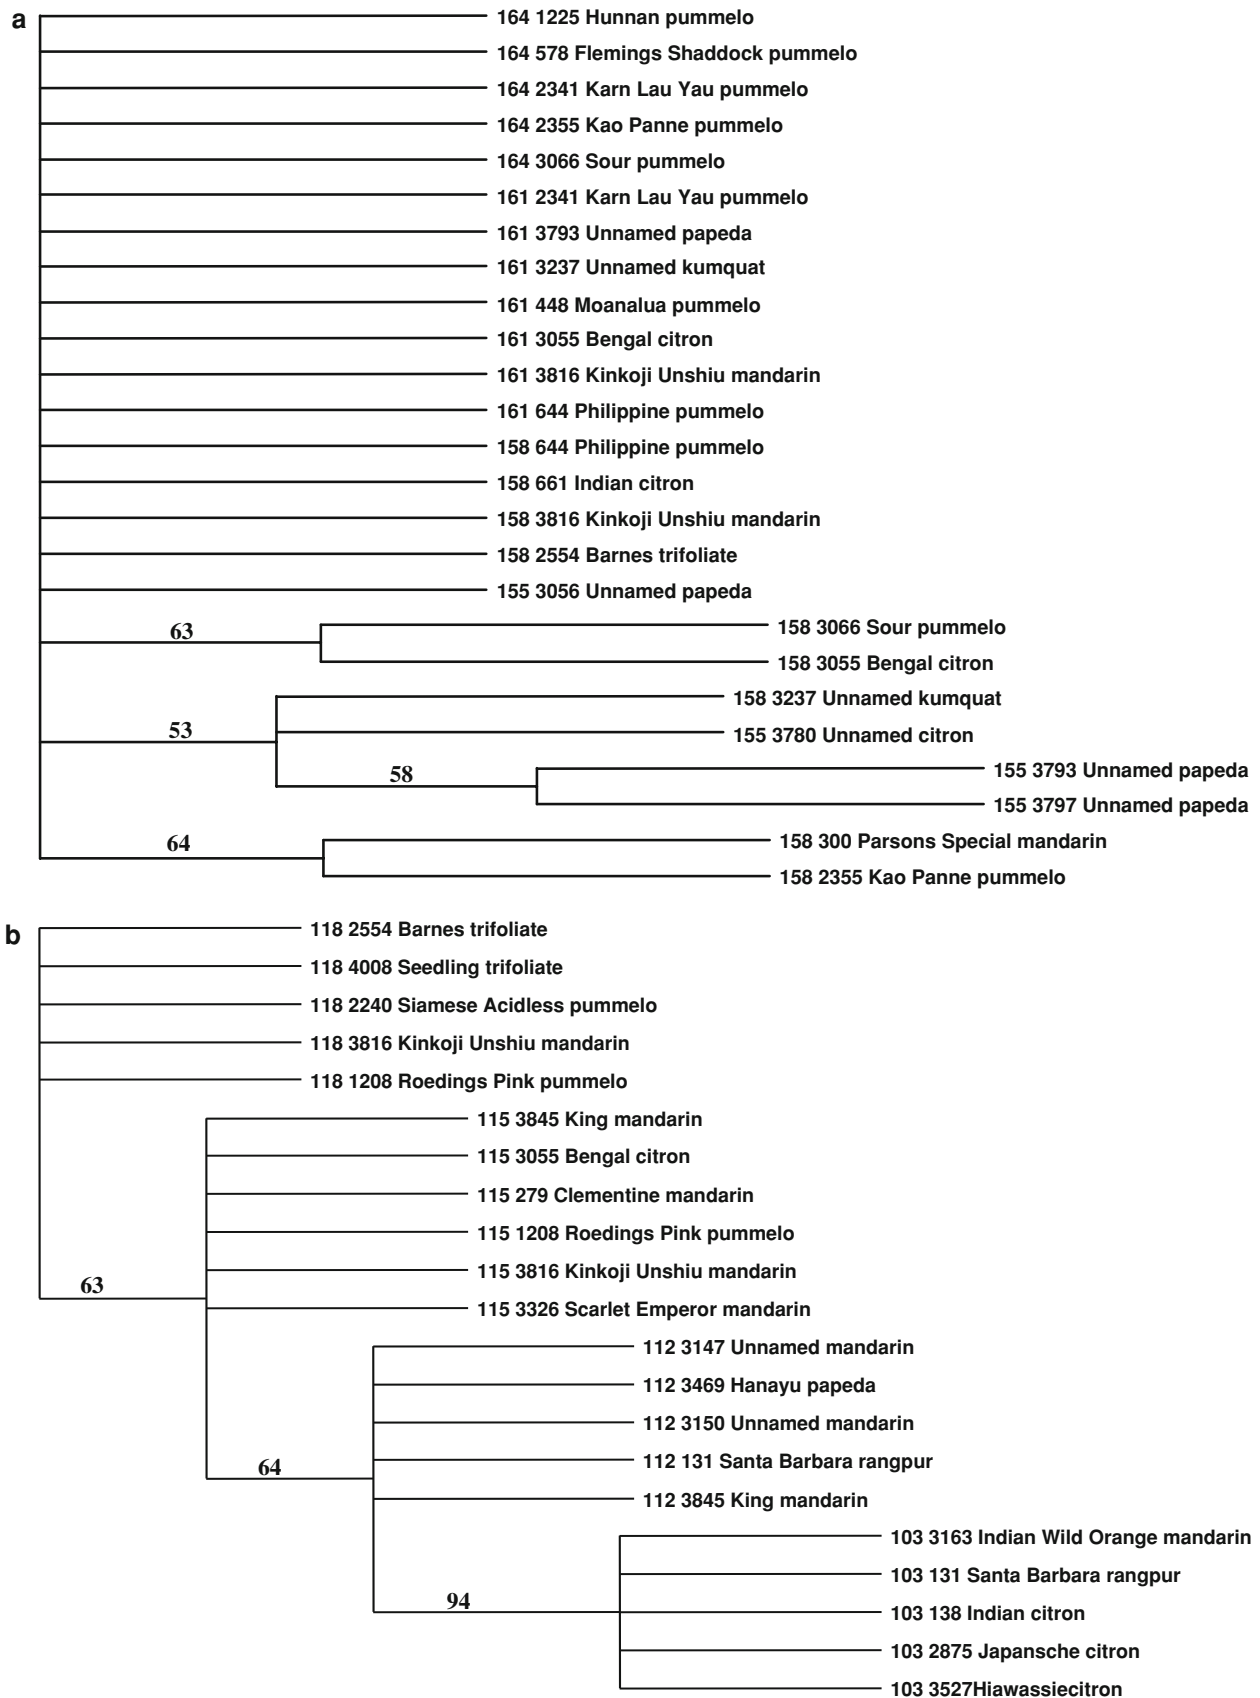 a
164 1225 Hunnan pummelo
164 578 Flemings Shaddock pummelo
164 2341 Karn Lau Yau pummelo
164 2355 Kao Panne pummelo
164 3066 Sour pummelo
161 2341 Karn Lau Yau pummelo
161 3793 Unnamed papeda
161 3237 Unnamed kumquat
161 448 Moanalua pummelo
161 3055 Bengal citron
161 3816 Kinkoji Unshiu mandarin
161 644 Philippine pummelo
158 644 Philippine pummelo
158 661 Indian citron
158 3816 Kinkoji Unshiu mandarin
158 2554 Barnes trifoliate
155 3056 Unnamed papeda
63
158 3066 Sour pummelo
158 3055 Bengal citron
158 3237 Unnamed kumquat
53
155 3780 Unnamed citron
58
155 3793 Unnamed papeda
155 3797 Unnamed papeda
64
158 300 Parsons Special mandarin
158 2355 Kao Panne pummelo
b
118 2554 Barnes trifoliate
118 4008 Seedling trifoliate
118 2240 Siamese Acidless pummelo
118 3816 Kinkoji Unshiu mandarin
118 1208 Roedings Pink pummelo
115 3845 King mandarin
115 3055 Bengal citron
115 279 Clementine mandarin
115 1208 Roedings Pink pummelo
115 3816 Kinkoji Unshiu mandarin
63
115 3326 Scarlet Emperor mandarin
112 3147 Unnamed mandarin
112 3469 Hanayu papeda
112 3150 Unnamed mandarin
112 131 Santa Barbara rangpur
64
112 3845 King mandarin
103 3163 Indian Wild Orange mandarin
103 131 Santa Barbara rangpur
94
103 138 Indian citron
103 2875 Japansche citron
103 3527Hiawassiecitron